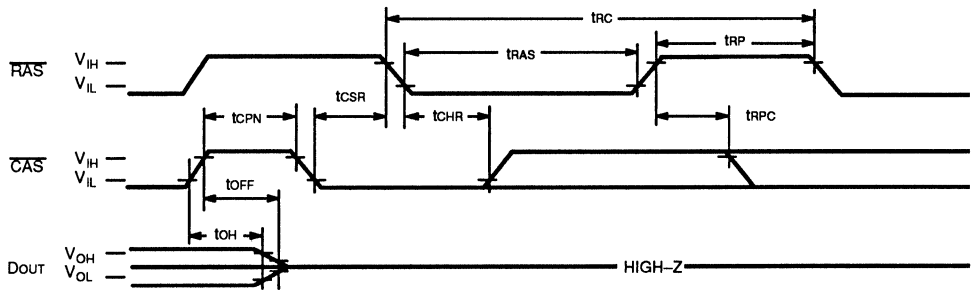 tRC
tRAS
tRP
RAS
VIH
VIL
tCSR
tCPN
tCHR
tRPC
CAS
VIH
VIL
tOFF
tOH
DOUT
VOH
VOL
HIGH–Z